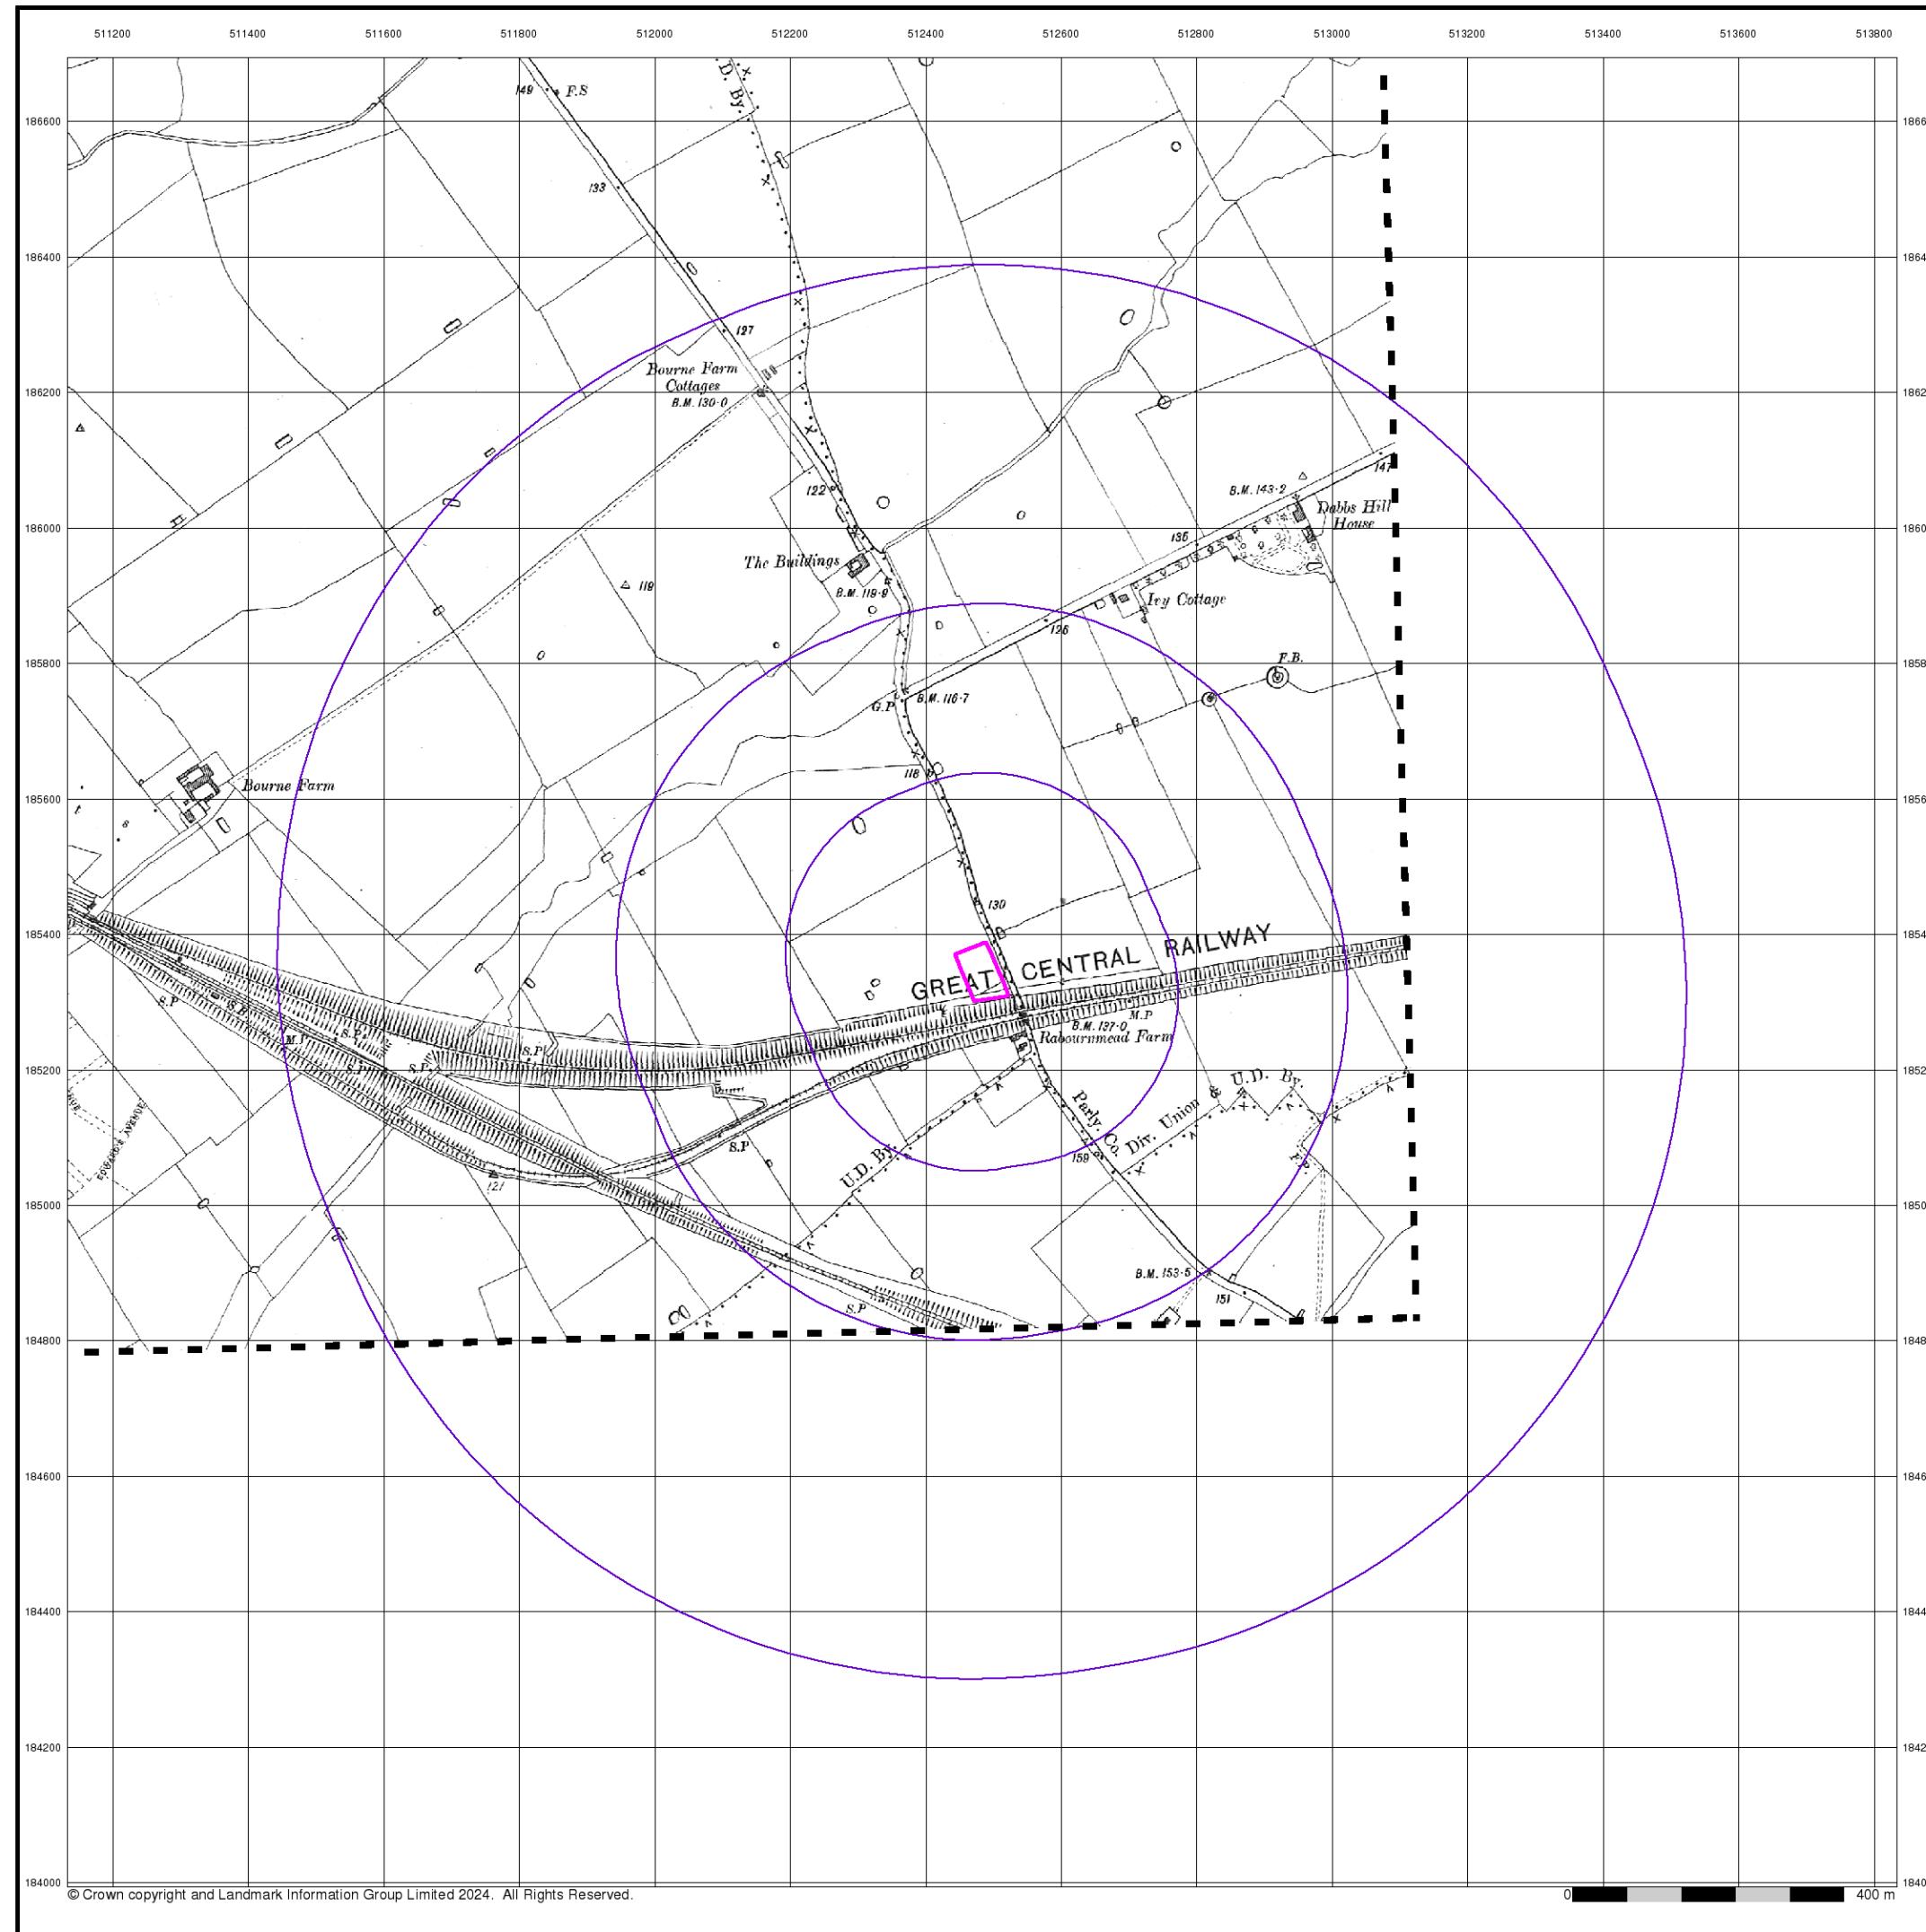 511200 511400 511600 511800 512000 512200 512400 512600 512800 513000 513200 513400 513600 513800
186600
186400
186200
186000
185800
185600
185400
185200
185000
184800
184600
184400
184200
184000
149
F.S
D. By.
133
127
Bourne Farm
Cottages
B.M. 130·0
122
147
B.M. 143·2
Dabbs Hill
House
135
The Buildings
B.M. 119·9
119
Ivy Cottage
126
F.B.
B.M. 116·7
G.P
118
Bourne Farm
130
GREAT CENTRAL RAILWAY
M.P
B.M. 137·0
Rabournmead Farm
S.P
S.B
S.P
S.P
S.P
S.P
U.D. By.
Parly. Co. Div. Union
U.D. By.
S.P
159
F.P.
121
B.M. 153·5
151
S.P
© Crown copyright and Landmark Information Group Limited 2024. All Rights Reserved.
0 400 m